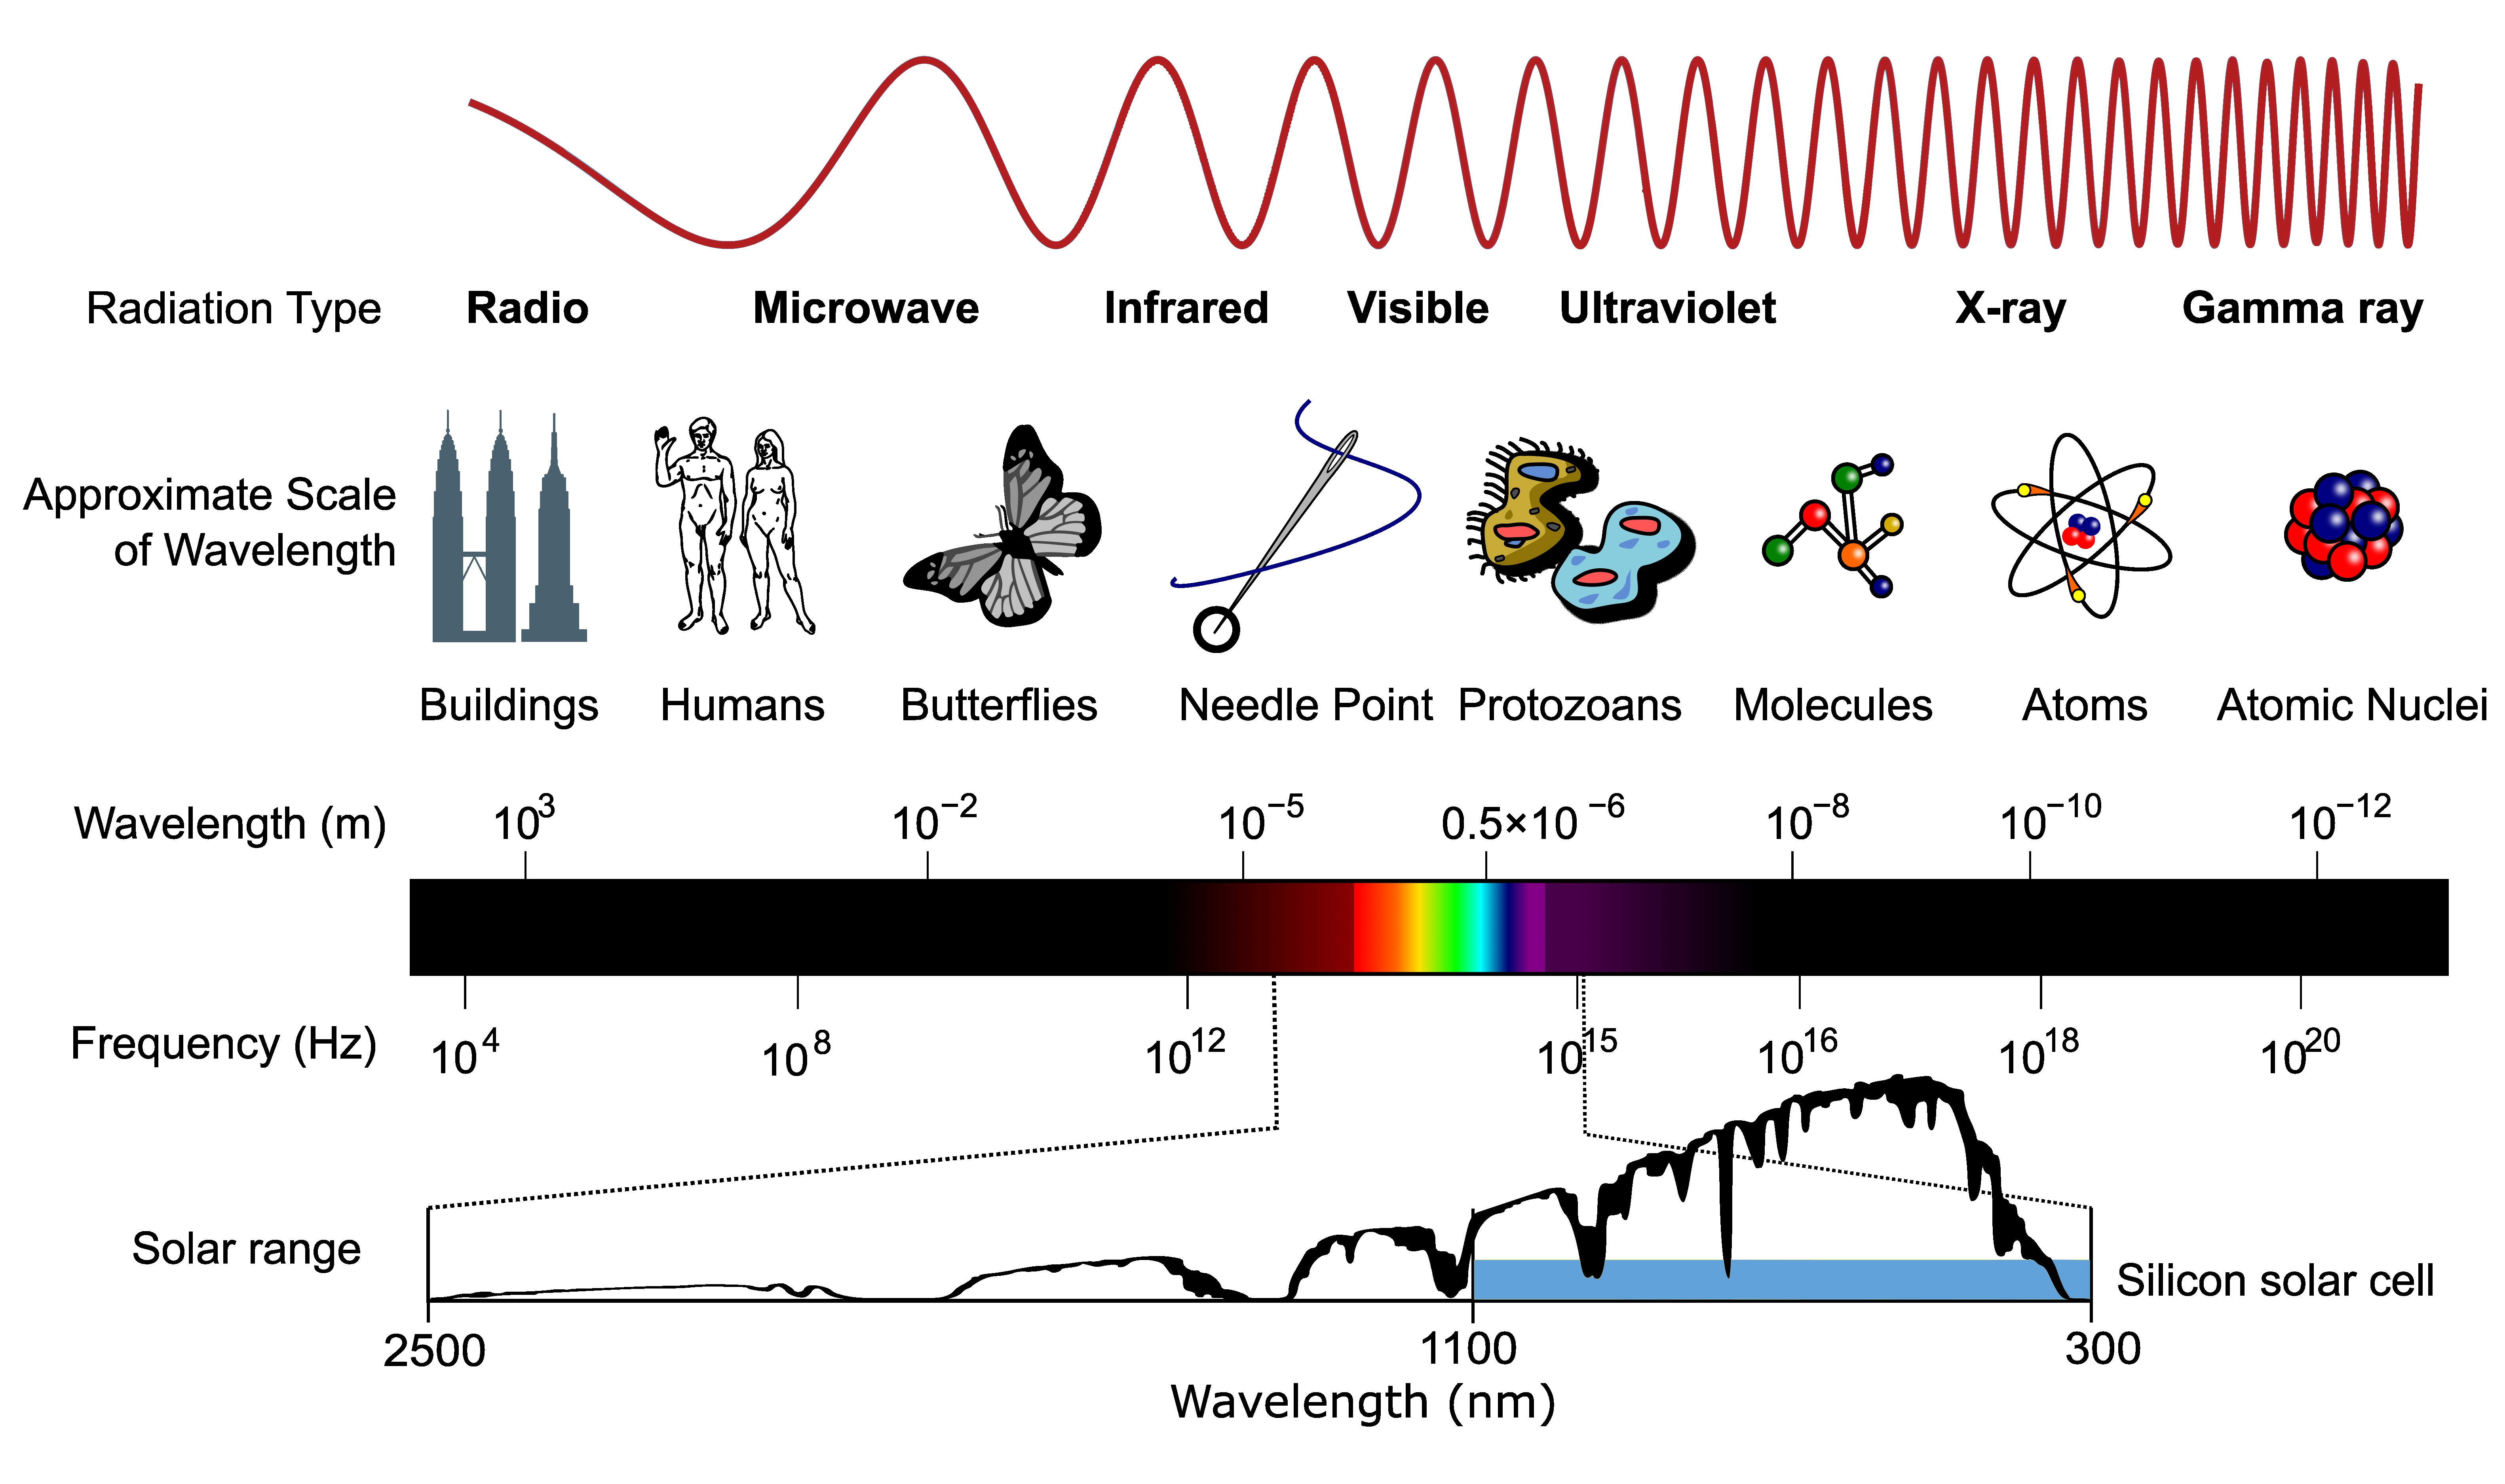 Radiation Type Radio Microwave Infrared Visible Ultraviolet X-ray Gamma ray
Approximate Scale
of Wavelength
Buildings Humans Butterflies Needle Point Protozoans Molecules Atoms Atomic Nuclei
Wavelength (m) 10³ 10⁻² 10⁻⁵ 0.5×10⁻⁶ 10⁻⁸ 10⁻¹⁰ 10⁻¹²
Frequency (Hz) 10⁴ 10⁸ 10¹² 10¹⁵ 10¹⁶ 10¹⁸ 10²⁰
Solar range
Silicon solar cell
2500 1100 300
Wavelength (nm)